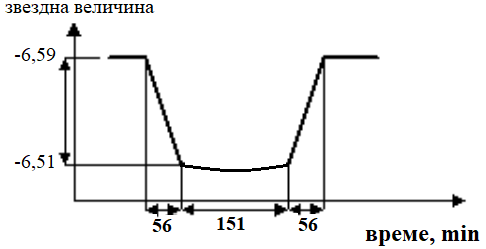 звездна величина
-6,59
-6,51
56 151 56
време, min